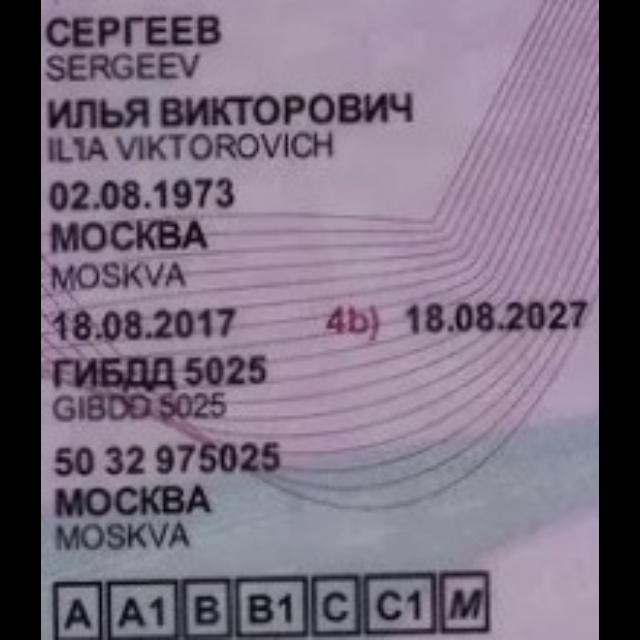 СЕРГЕЕВ
SERGEEV
ИЛЬЯ ВИКТОРОВИЧ
IL'IA VIKTOROVICH
02.08.1973
МОСКВА
MOSKVA
18.08.2017 4b) 18.08.2027
ГИБДД 5025
GIBDD 5025
50 32 975025
МОСКВА
MOSKVA
A A1 B B1 C C1 M